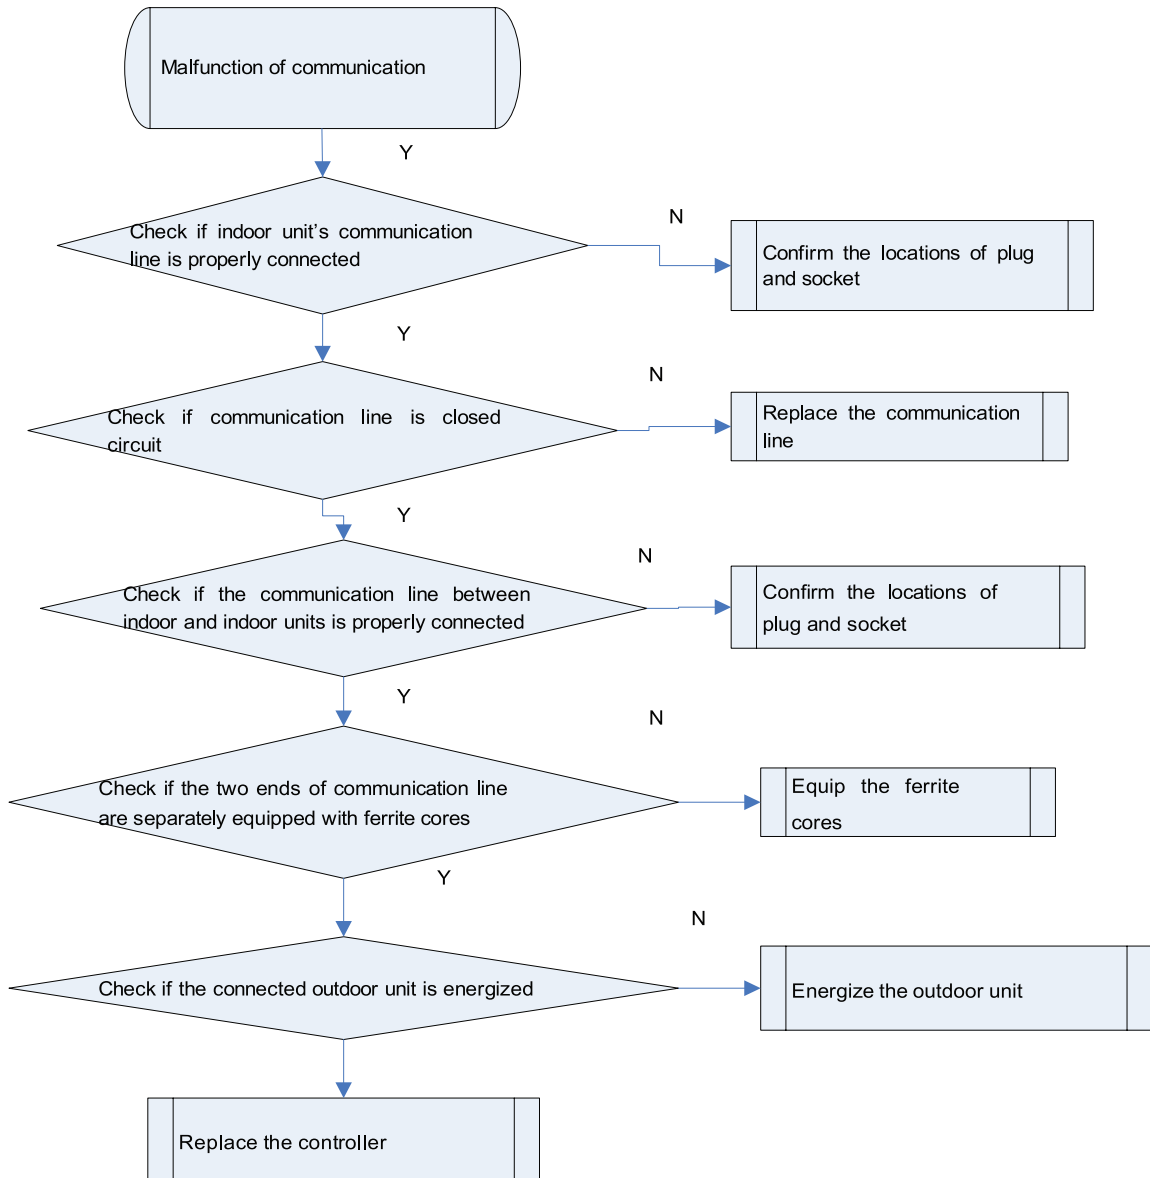 Malfunction of communication
Y
Check if indoor unit's communication
line is properly connected
N
Confirm the locations of plug
and socket
Y
Check if communication line is closed
circuit
N
Replace the communication
line
Y
Check if the communication line between
indoor and indoor units is properly connected
N
Confirm the locations of
plug and socket
Y
Check if the two ends of communication line
are separately equipped with ferrite cores
N
Equip the ferrite
cores
Y
Check if the connected outdoor unit is energized
N
Energize the outdoor unit
Replace the controller